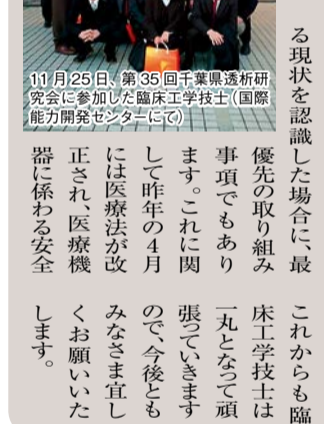 11月25日、第35回千葉県透析研
究会に参加した臨床工学技士（国際
能力開発センターにて）
る現状を認識した場合に、最
優先の取り組み
事項でもあり
ます。これに関
して昨年の4月
には医療法が改
正され、医療機
器に係わる安全
これからも臨
床工学技士は
一丸となって頑
張っていきます
ので、今後とも
みなさま宜し
くお願いいた
します。